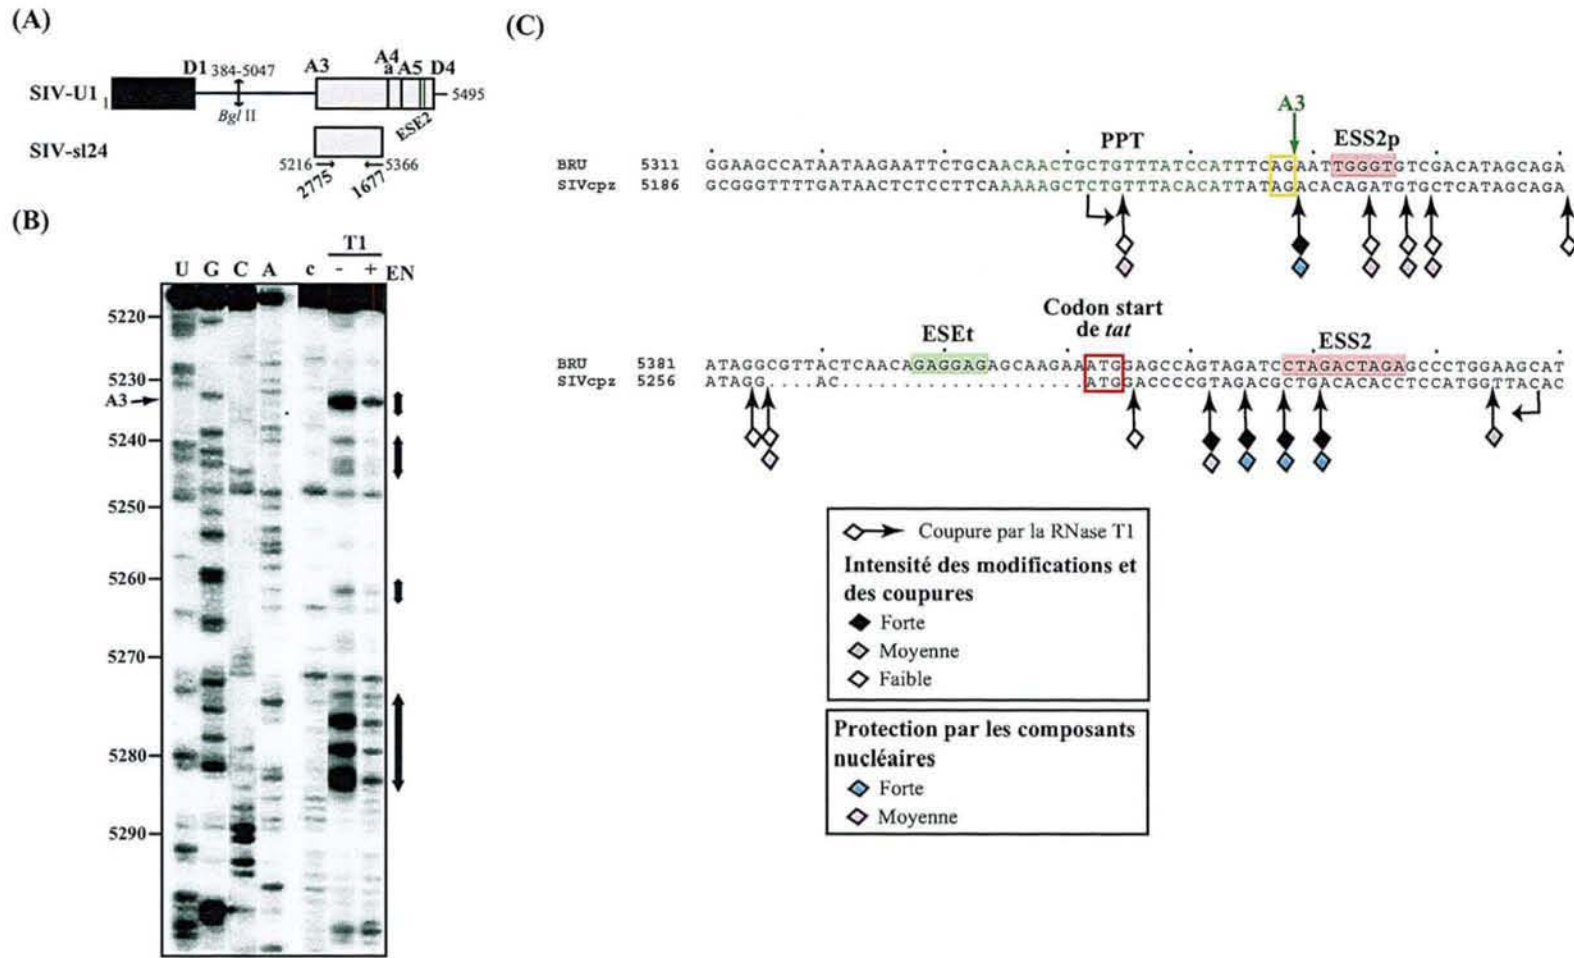 (A)
D1 384-5047 A3 A4 a A5 D4
SIV-U1 1 5495
Bgl II
ESE2
SIV-sl24
5216 5366
2775 1677
(B)
T1
U G C A c - + EN
5220
5230
A3
5240
5250
5260
5270
5280
5290
(C)
A3
PPT ESS2p
BRU 5311 GGAAGCCATAATAAGAATTCTGCAACAACTGCTGTTTATCCATTTCAGAATTGGGTGTCGACATAGCAGA
SIVcpz 5186 GCGGGTTTTGATAACTCTCCTTCAAAAAGCTCTGTTTACACATTATAGACACAGATGTGCTCATAGCAGA
Codon start
de tat
ESEt ESS2
BRU 5381 ATAGGCGTTACTCAACAGAGGAGAGCAAGAAATGGAGCCAGTAGATCCTAGACTAGAGCCCTGGAAGCAT
SIVcpz 5256 ATAGG....AC....................ATGGACCCCGTAGACGCTGACACACCTCCATGGTTACAC
Coupure par la RNase T1
Intensité des modifications et
des coupures
Forte
Moyenne
Faible
Protection par les composants
nucléaires
Forte
Moyenne